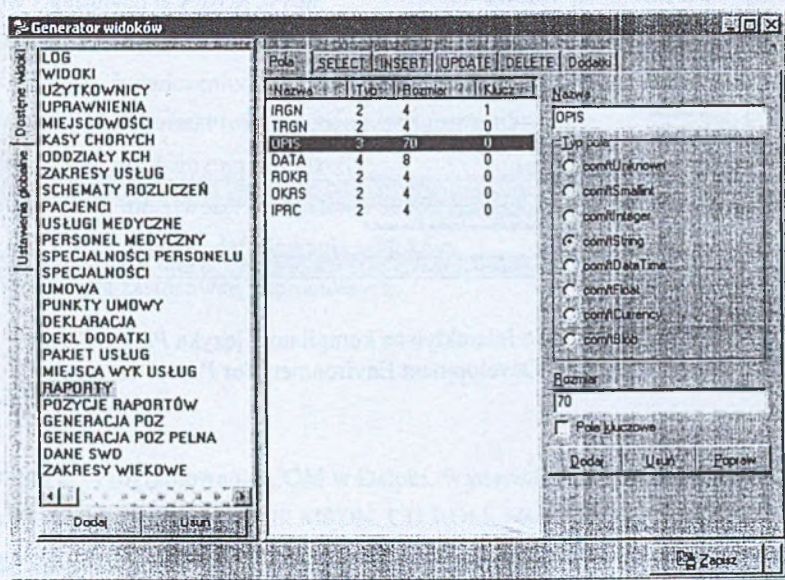 Generator widoków
Dostępne widoki
Ustawienia globalne
LOG
WIDOKI
UŻYTKOWNICY
UPRAWNIENIA
MIEJSCOWOŚCI
KASY CHORYCH
ODDZIAŁY KCH
ZAKRESY USŁUG
SCHEMATY ROZLICZEŃ
PACJENCI
USŁUGI MEDYCZNE
PERSONEL MEDYCZNY
SPECJALNOŚCI PERSONELU
SPECJALNOŚCI
UMOWA
PUNKTY UMOWY
DEKLARACJA
DEKL DODATKI
PAKIET USŁUG
MIEJSCA WYK USŁUG
RAPORTY
POZYCJE RAPORTÓW
GENERACJA POZ
GENERACJA POZ PELNA
DANE SWD
ZAKRESY WIEKOWE
Dodaj Usuń
Pola SELECT INSERT UPDATE DELETE Dodatki
Nazwa Typ Rozmiar Klucz
IRGN 2 4 1
TRGN 2 4 0
OPIS 3 70 0
DATA 4 8 0
ROKR 2 4 0
OKRS 2 4 0
IPRC 2 4 0
Nazwa
OPIS
Typ pola
comftUnknown
comftSmallint
comftInteger
comftString
comftDateTime
comftFloat
comftCurrency
comftBlob
Rozmiar
70
Pole kluczowe
Dodaj Usuń Popraw
Zapisz